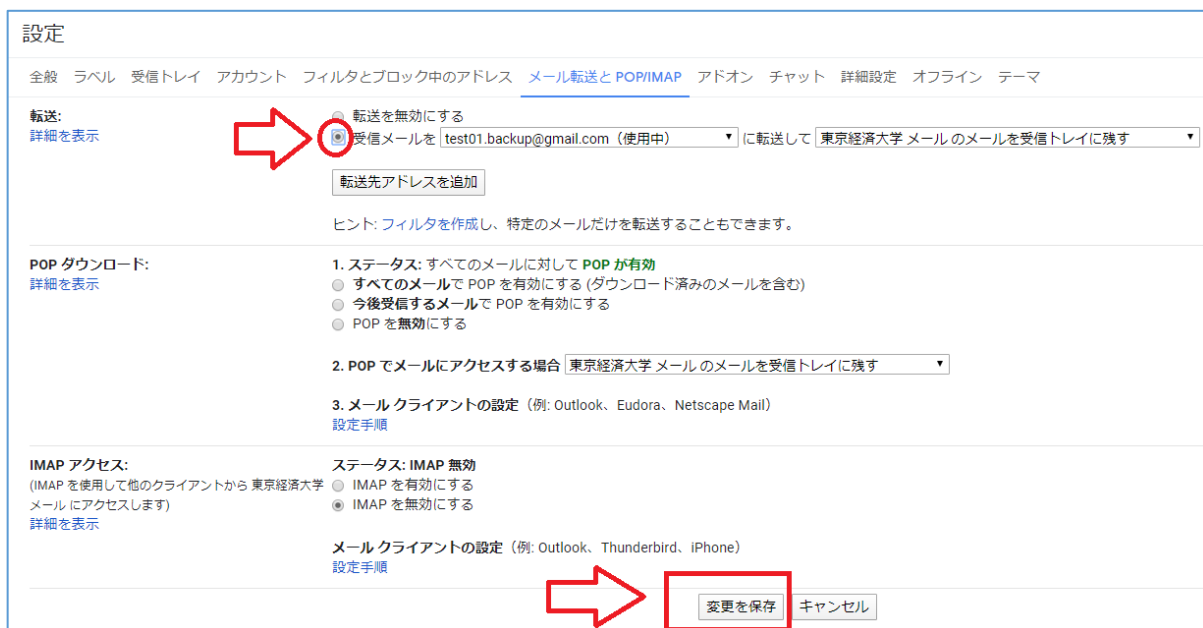 設定
全般 ラベル 受信トレイ アカウント フィルタとブロック中のアドレス メール転送と POP/IMAP アドオン チャット 詳細設定 オフライン テーマ
転送:
詳細を表示
転送を無効にする
受信メールを test01.backup@gmail.com（使用中） に転送して 東京経済大学 メール のメールを受信トレイに残す
転送先アドレスを追加
ヒント: フィルタを作成し、特定のメールだけを転送することもできます。
POP ダウンロード:
詳細を表示
1. ステータス: すべてのメールに対して POP が有効
すべてのメールで POP を有効にする (ダウンロード済みのメールを含む)
今後受信するメールで POP を有効にする
POP を無効にする
2. POP でメールにアクセスする場合 東京経済大学 メール のメールを受信トレイに残す
3. メール クライアントの設定（例: Outlook、Eudora、Netscape Mail）
設定手順
IMAP アクセス:
(IMAP を使用して他のクライアントから 東京経済大学
メール にアクセスします)
詳細を表示
ステータス: IMAP 無効
IMAP を有効にする
IMAP を無効にする
メール クライアントの設定（例: Outlook、Thunderbird、iPhone）
設定手順
変更を保存 キャンセル